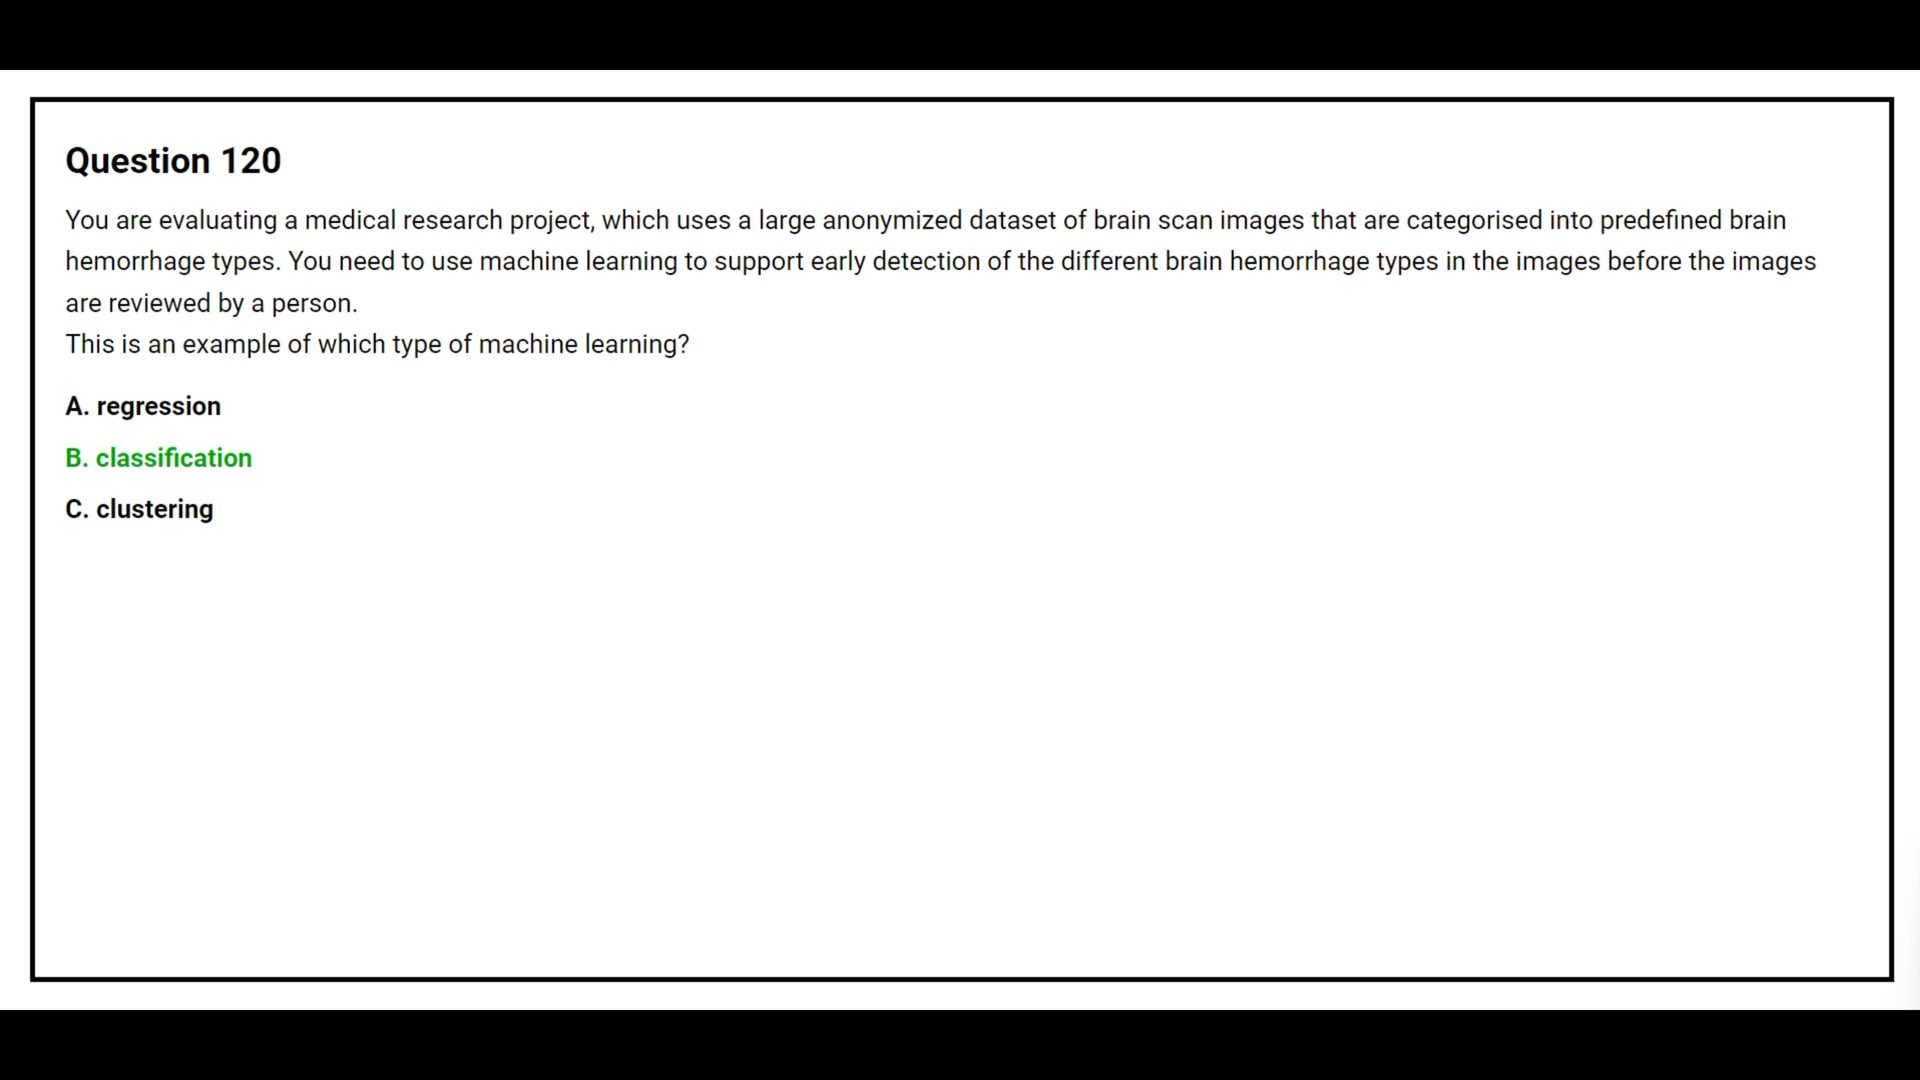 Question 120
You are evaluating a medical research project, which uses a large anonymized dataset of brain scan images that are categorised into predefined brain
hemorrhage types. You need to use machine learning to support early detection of the different brain hemorrhage types in the images before the images
are reviewed by a person.
This is an example of which type of machine learning?
A. regression
B. classification
C. clustering